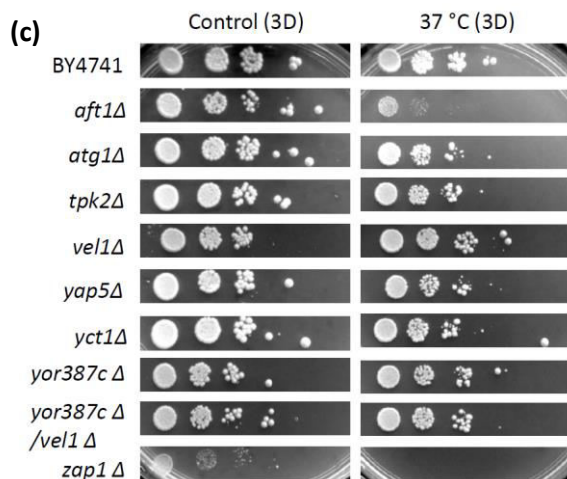 (c)
Control (3D) 37 °C (3D)
BY4741
aft1Δ
atg1Δ
tpk2Δ
vel1Δ
yap5Δ
yct1Δ
yor387c Δ
yor387c Δ
/vel1 Δ
zap1 Δ